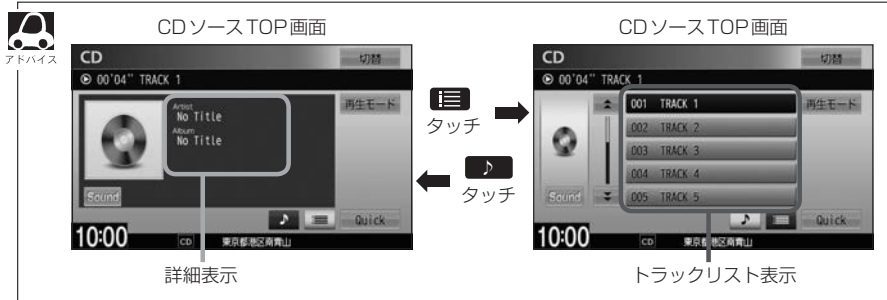 アドバイス
CDソースTOP画面
CD
切替
00'04" TRACK 1
Artist
No Title
Album
No Title
再生モード
Sound
Quick
10:00
CD
東京都港区南青山
詳細表示
タッチ
タッチ
CDソースTOP画面
CD
切替
00'04" TRACK 1
001 TRACK 1
002 TRACK 2
003 TRACK 3
004 TRACK 4
005 TRACK 5
再生モード
Sound
Quick
10:00
CD
東京都港区南青山
トラックリスト表示